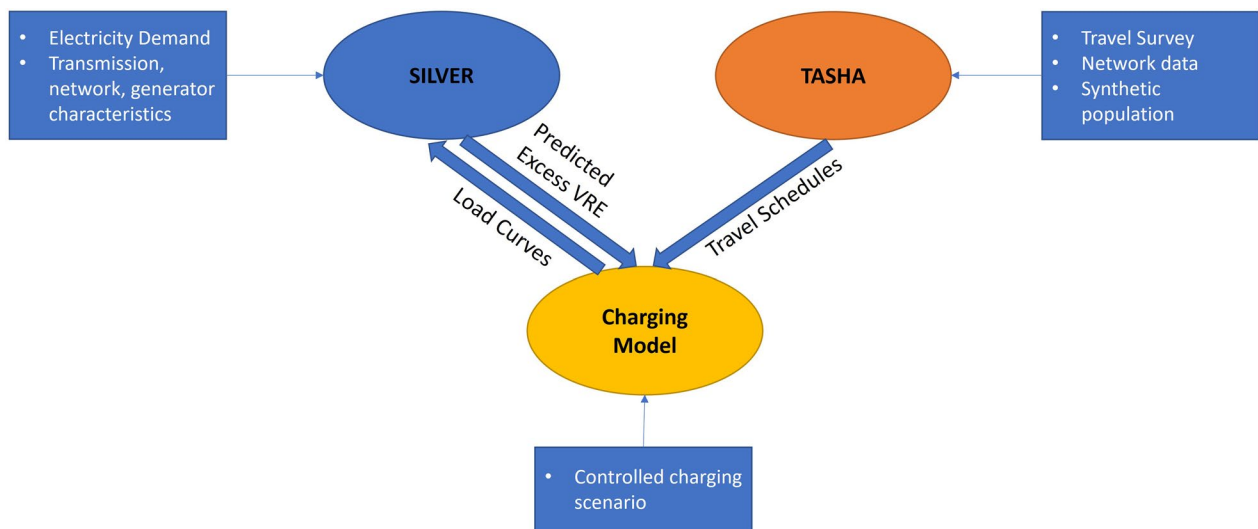 • Electricity Demand
• Transmission,
network, generator
characteristics
SILVER
TASHA
• Travel Survey
• Network data
• Synthetic
population
Predicted
Excess VRE
Load Curves
Travel Schedules
Charging
Model
• Controlled charging
scenario